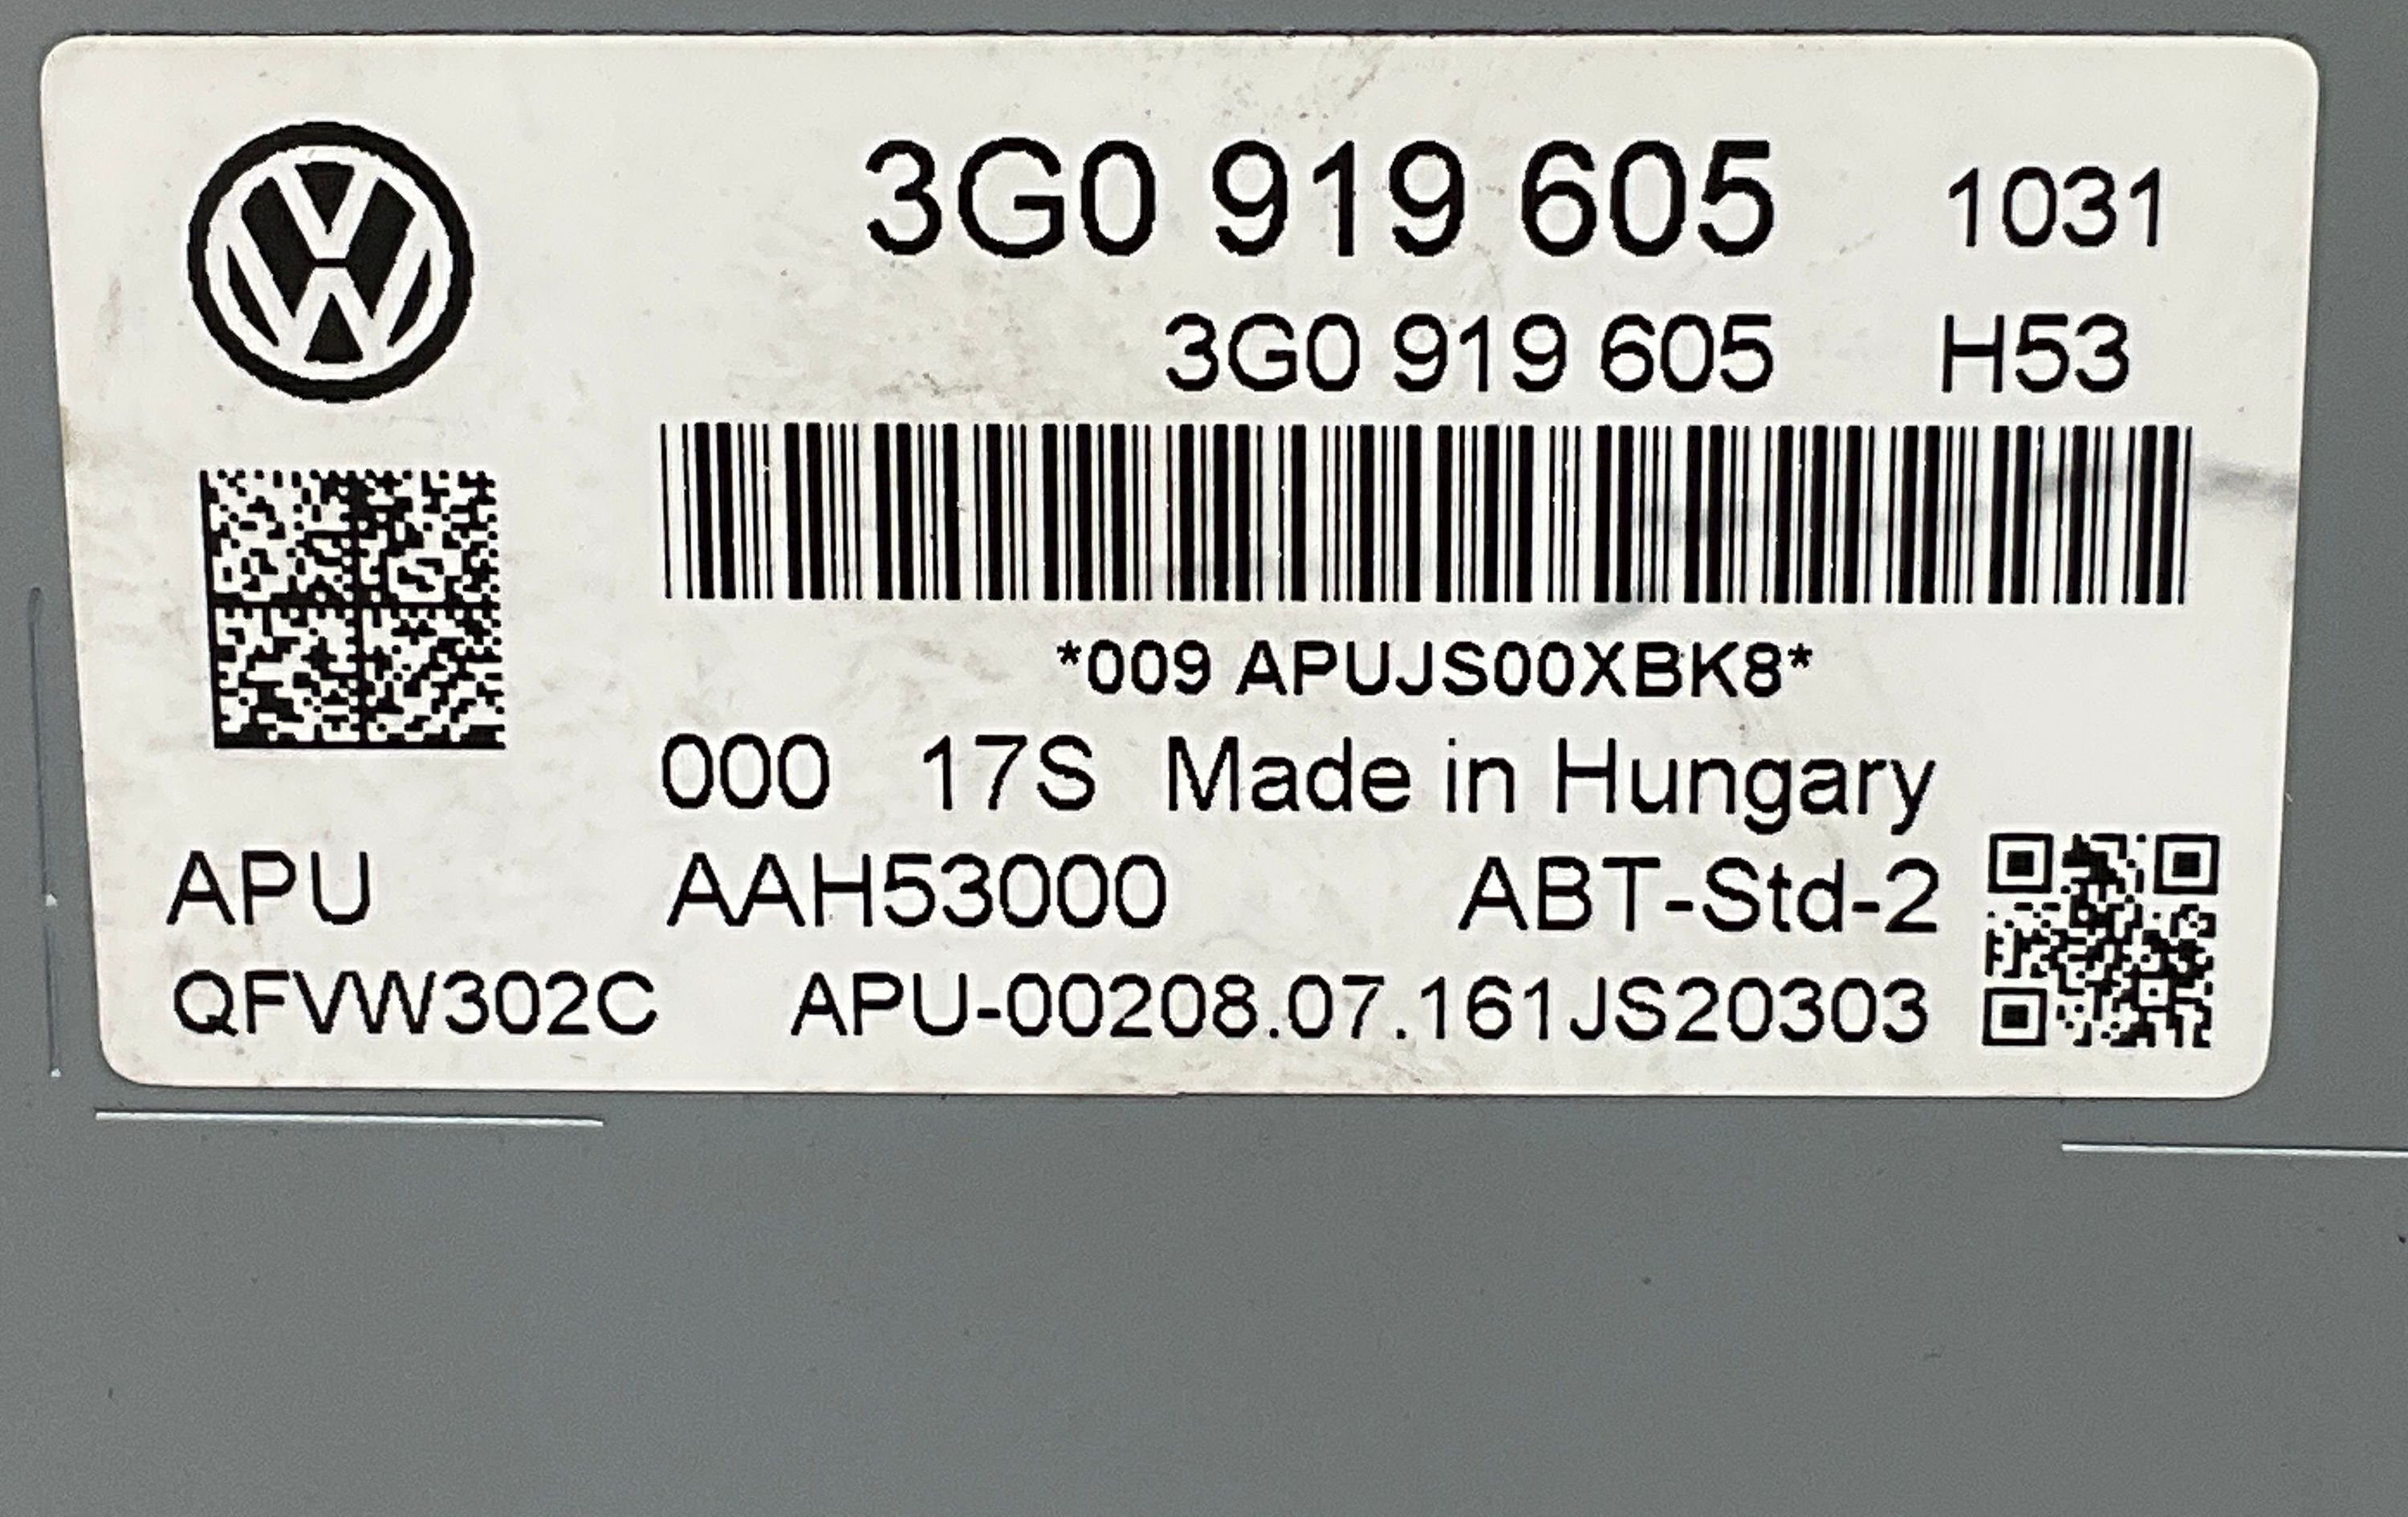 3G0 919 605 1031
3G0 919 605 H53
*009 APUJS00XBK8*
000 17S Made in Hungary
APU AAH53000 ABT-Std-2
QFVW302C APU-00208.07.161JS20303